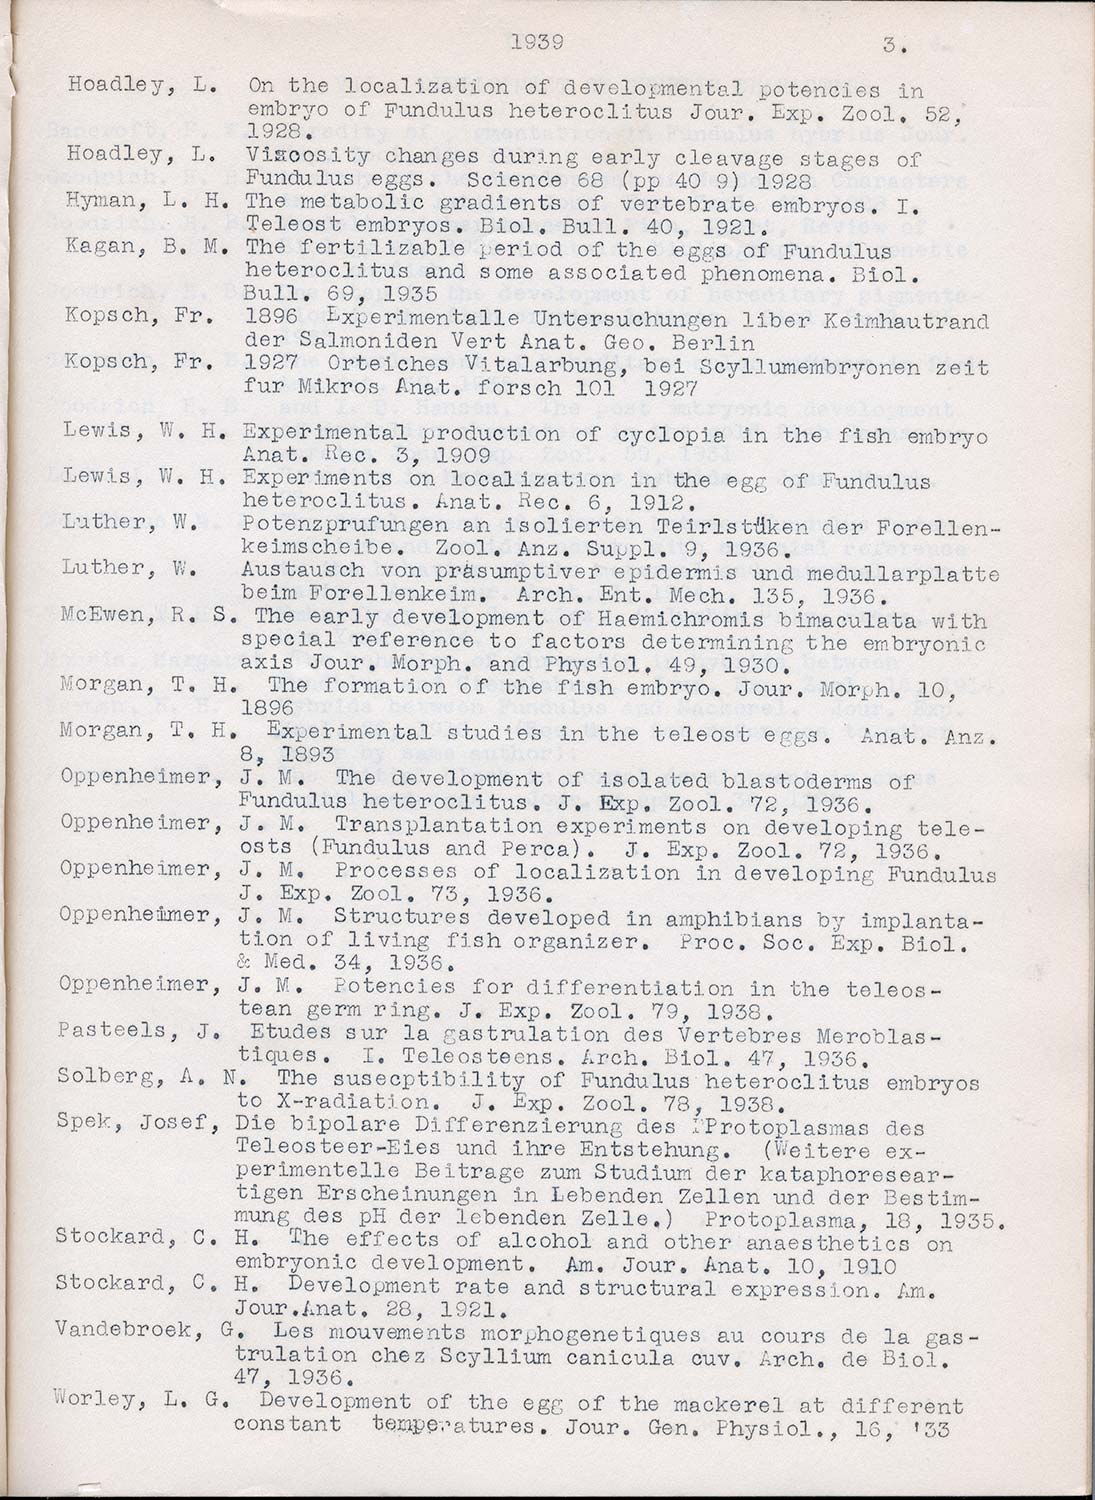 1939 3.
Hoadley, L. On the localization of developmental potencies in
embryo of Fundulus heteroclitus Jour. Exp. Zool. 52,
1928.
Hoadley, L. Viscosity changes during early cleavage stages of
Fundulus eggs. Science 68 (pp 40 9) 1928
Hyman, L. H. The metabolic gradients of vertebrate embryos. I.
Teleost embryos. Biol. Bull. 40, 1921.
Kagan, B. M. The fertilizable period of the eggs of Fundulus
heteroclitus and some associated phenomena. Biol.
Bull. 69, 1935
Kopsch, Fr. 1896 Experimentalle Untersuchungen liber Keimhautrand
der Salmoniden Vert Anat. Geo. Berlin
Kopsch, Fr. 1927 Orteiches Vitalarbung, bei Scyllumembryonen zeit
fur Mikros Anat. forsch 101 1927
Lewis, W. H. Experimental production of cyclopia in the fish embryo
Anat. Rec. 3, 1909
Lewis, W. H. Experiments on localization in the egg of Fundulus
heteroclitus. Anat. Rec. 6, 1912.
Luther, W. Potenzprufungen an isolierten Teirlstüken der Forellen-
keimscheibe. Zool. Anz. Suppl. 9, 1936.
Luther, W. Austausch von präsumptiver epidermis und medullarplatte
beim Forellenkeim. Arch. Ent. Mech. 135, 1936.
McEwen, R. S. The early development of Haemichromis bimaculata with
special reference to factors determining the embryonic
axis Jour. Morph. and Physiol. 49, 1930.
Morgan, T. H. The formation of the fish embryo. Jour. Morph. 10,
1896
Morgan, T. H. Experimental studies in the teleost eggs. Anat. Anz.
8, 1893
Oppenheimer, J. M. The development of isolated blastoderms of
Fundulus heteroclitus. J. Exp. Zool. 72, 1936.
Oppenheimer, J. M. Transplantation experiments on developing tele-
osts (Fundulus and Perca). J. Exp. Zool. 72, 1936.
Oppenheimer, J. M. Processes of localization in developing Fundulus
J. Exp. Zool. 73, 1936.
Oppenheimer, J. M. Structures developed in amphibians by implanta-
tion of living fish organizer. Proc. Soc. Exp. Biol.
& Med. 34, 1936.
Oppenheimer, J. M. Potencies for differentiation in the teleos-
tean germ ring. J. Exp. Zool. 79, 1938.
Pasteels, J. Etudes sur la gastrulation des Vertebres Meroblas-
tiques. I. Teleosteens. Arch. Biol. 47, 1936.
Solberg, A. N. The susecptibility of Fundulus heteroclitus embryos
to X-radiation. J. Exp. Zool. 78, 1938.
Spek, Josef, Die bipolare Differenzierung des Protoplasmas des
Teleosteer-Eies und ihre Entstehung. (Weitere ex-
perimentelle Beitrage zum Studium der kataphoresear-
tigen Erscheinungen in Lebenden Zellen und der Bestim-
mung des pH der lebenden Zelle.) Protoplasma, 18, 1935.
Stockard, C. H. The effects of alcohol and other anaesthetics on
embryonic development. Am. Jour. Anat. 10, 1910
Stockard, C. H. Development rate and structural expression. Am.
Jour.Anat. 28, 1921.
Vandebroek, G. Les mouvements morphogenetiques au cours de la gas-
trulation chez Scyllium canicula cuv. Arch. de Biol.
47, 1936.
Worley, L. G. Development of the egg of the mackerel at different
constant temperatures. Jour. Gen. Physiol., 16, '33